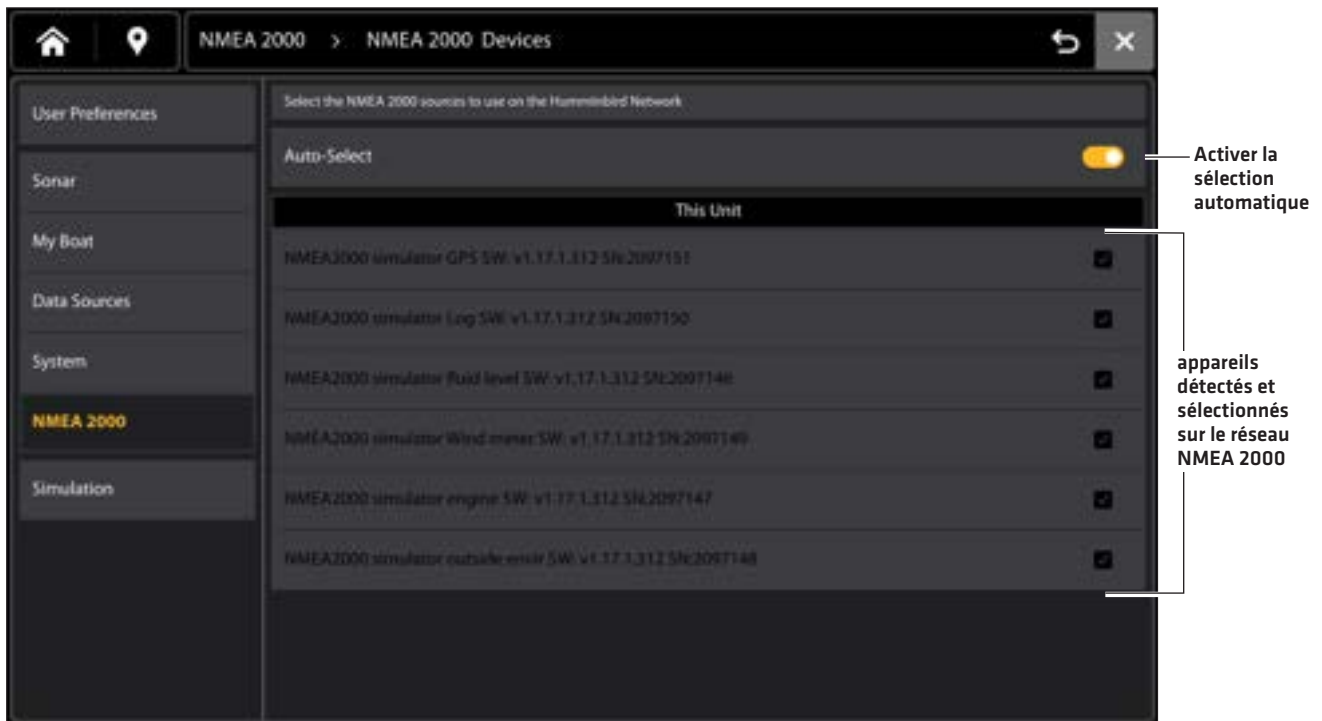 NMEA 2000 > NMEA 2000 Devices
User Preferences
Sonar
My Boat
Data Sources
System
NMEA 2000
Simulation
Select the NMEA 2000 sources to use on the Humminbird Network
Auto-Select
This Unit
NMEA2000 simulator GPS SW: v1.17.1.312 SN:2097151
NMEA2000 simulator Log SW: v1.17.1.312 SN:2097150
NMEA2000 simulator fluid level SW: v1.17.1.312
NMEA2000 simulator Wind meter SW: v1.17.1.312 SN:2097149
NMEA2000 simulator engine SW: v1.17.1.312 SN:2097147
NMEA2000 simulator outside envir SW: v1.17.1.312 SN:2097148
Activer la
sélection
automatique
appareils
détectés et
sélectionnés
sur le réseau
NMEA 2000